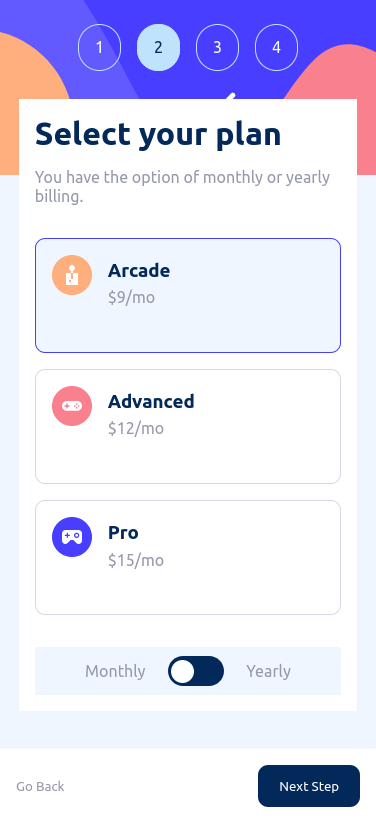 1 2 3 4
Select your plan
You have the option of monthly or yearly
billing.
Arcade
$9/mo
Advanced
$12/mo
Pro
$15/mo
Monthly Yearly
Go Back Next Step